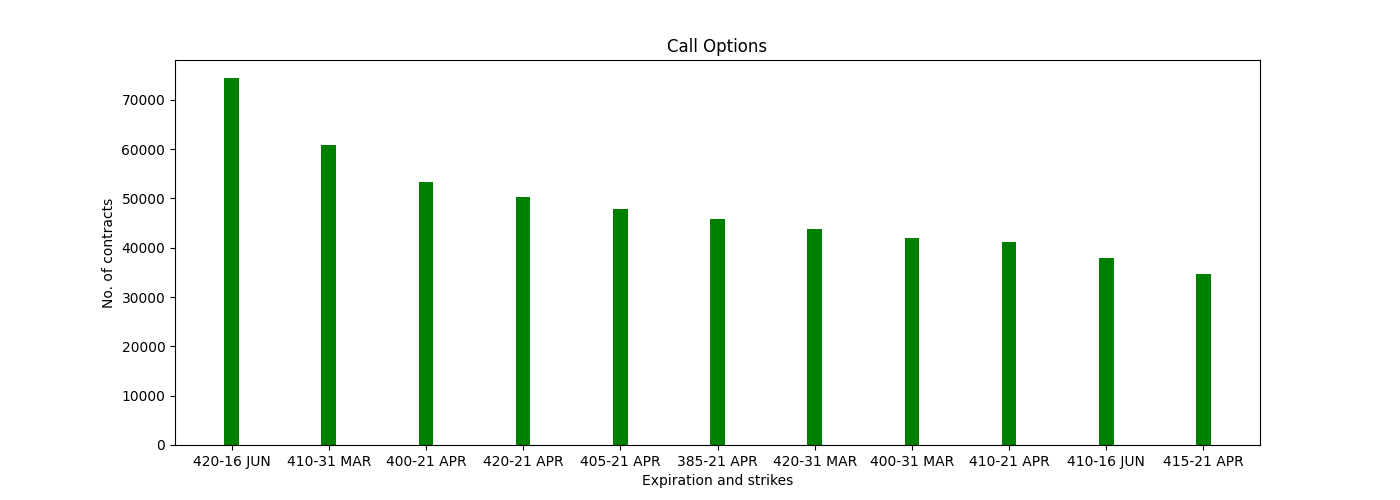 Call Options
No. of contracts
70000
60000
50000
40000
30000
20000
10000
0
420-16 JUN 410-31 MAR 400-21 APR 420-21 APR 405-21 APR 385-21 APR 420-31 MAR 400-31 MAR 410-21 APR 410-16 JUN 415-21 APR
Expiration and strikes